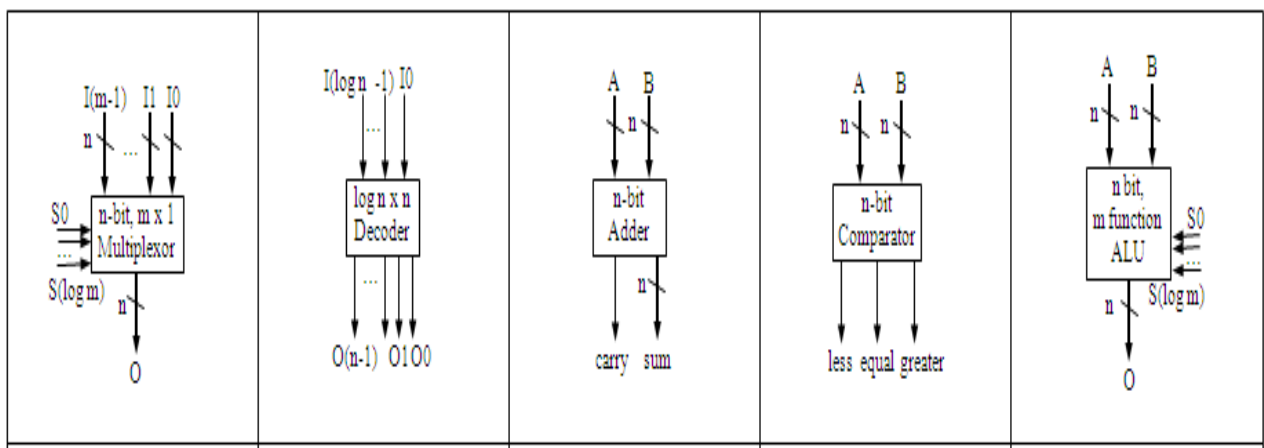 I(m-1) I1 I0
n
...
S0
...
S(log m)
n-bit, m x 1
Multiplexor
n
O
I(log n -1) I0
...
log n x n
Decoder
...
O(n-1) O1 O0
A B
n
n-bit
Adder
n
carry sum
A B
n n
n-bit
Comparator
less equal greater
A B
n n
n bit,
m function
ALU
S0
...
S(log m)
n
O